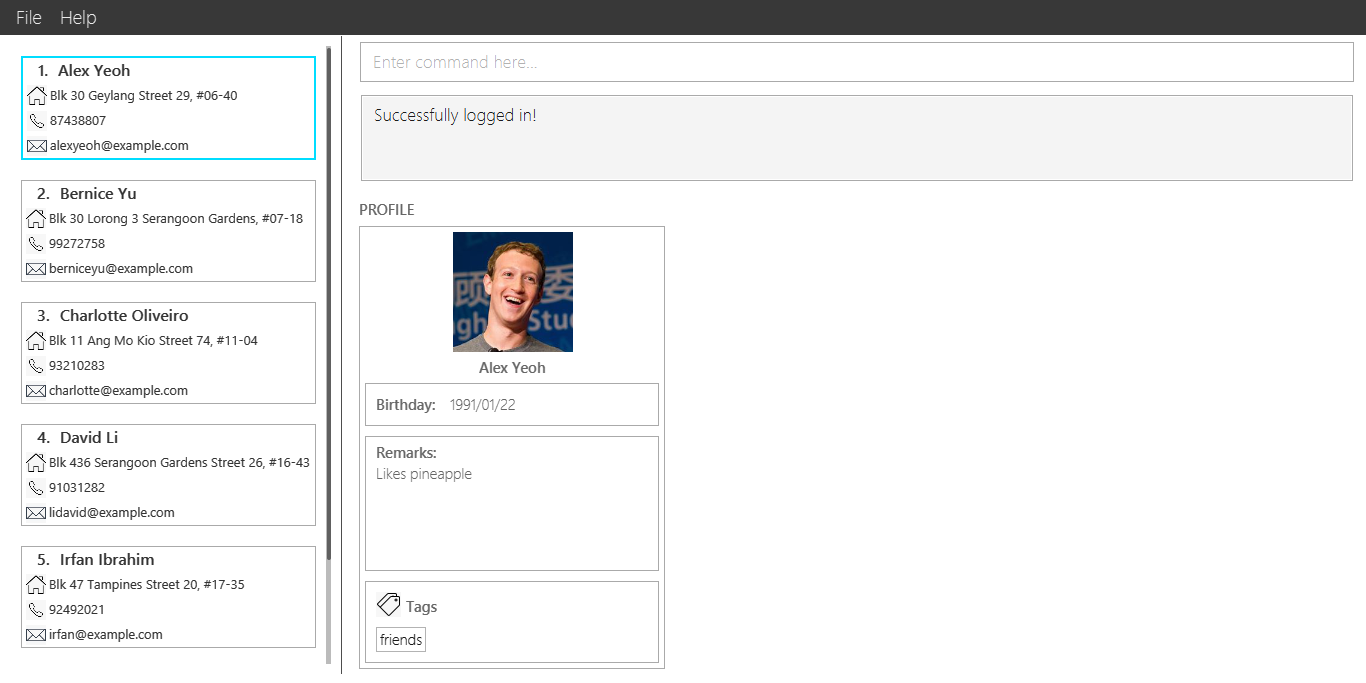 File Help
1. Alex Yeoh
Blk 30 Geylang Street 29, #06-40
87438807
alexyeoh@example.com
2. Bernice Yu
Blk 30 Lorong 3 Serangoon Gardens, #07-18
99272758
berniceyu@example.com
3. Charlotte Oliveiro
Blk 11 Ang Mo Kio Street 74, #11-04
93210283
charlotte@example.com
4. David Li
Blk 436 Serangoon Gardens Street 26, #16-43
91031282
lidavid@example.com
5. Irfan Ibrahim
Blk 47 Tampines Street 20, #17-35
92492021
irfan@example.com
Enter command here...
Successfully logged in!
PROFILE
顾
委
Stu
Alex Yeoh
Birthday: 1991/01/22
Remarks:
Likes pineapple
Tags
friends